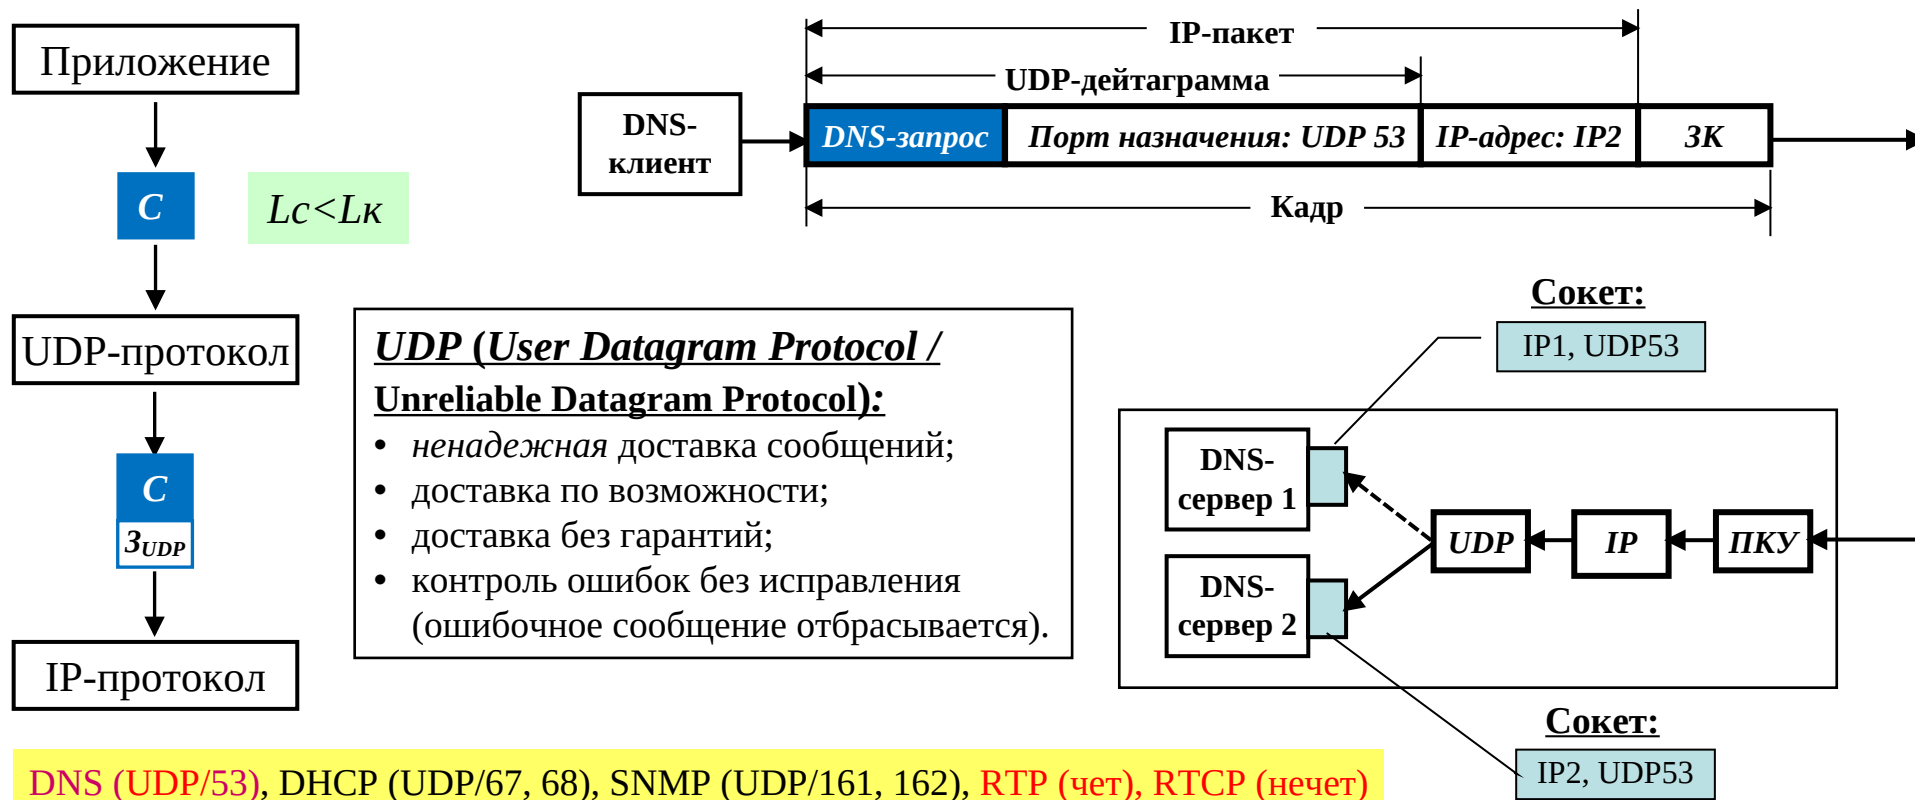 Приложение
С
Lс<Lк
UDP-протокол
С
ЗUDP
IP-протокол
IP-пакет
UDP-дейтаграмма
DNS-
клиент
DNS-запрос
Порт назначения: UDP 53
IP-адрес: IP2
ЗК
Кадр
UDP (User Datagram Protocol /
Unreliable Datagram Protocol):
• ненадежная доставка сообщений;
• доставка по возможности;
• доставка без гарантий;
• контроль ошибок без исправления
(ошибочное сообщение отбрасывается).
Сокет:
IP1, UDP53
DNS-
сервер 1
DNS-
сервер 2
UDP
IP
ПКУ
Сокет:
IP2, UDP53
DNS (UDP/53), DHCP (UDP/67, 68), SNMP (UDP/161, 162), RTP (чет), RTCP (нечет)